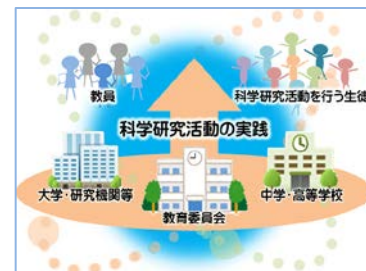 教員
科学研究活動を行う生徒
科学研究活動の実践
大学・研究機関等
教育委員会
中学・高等学校